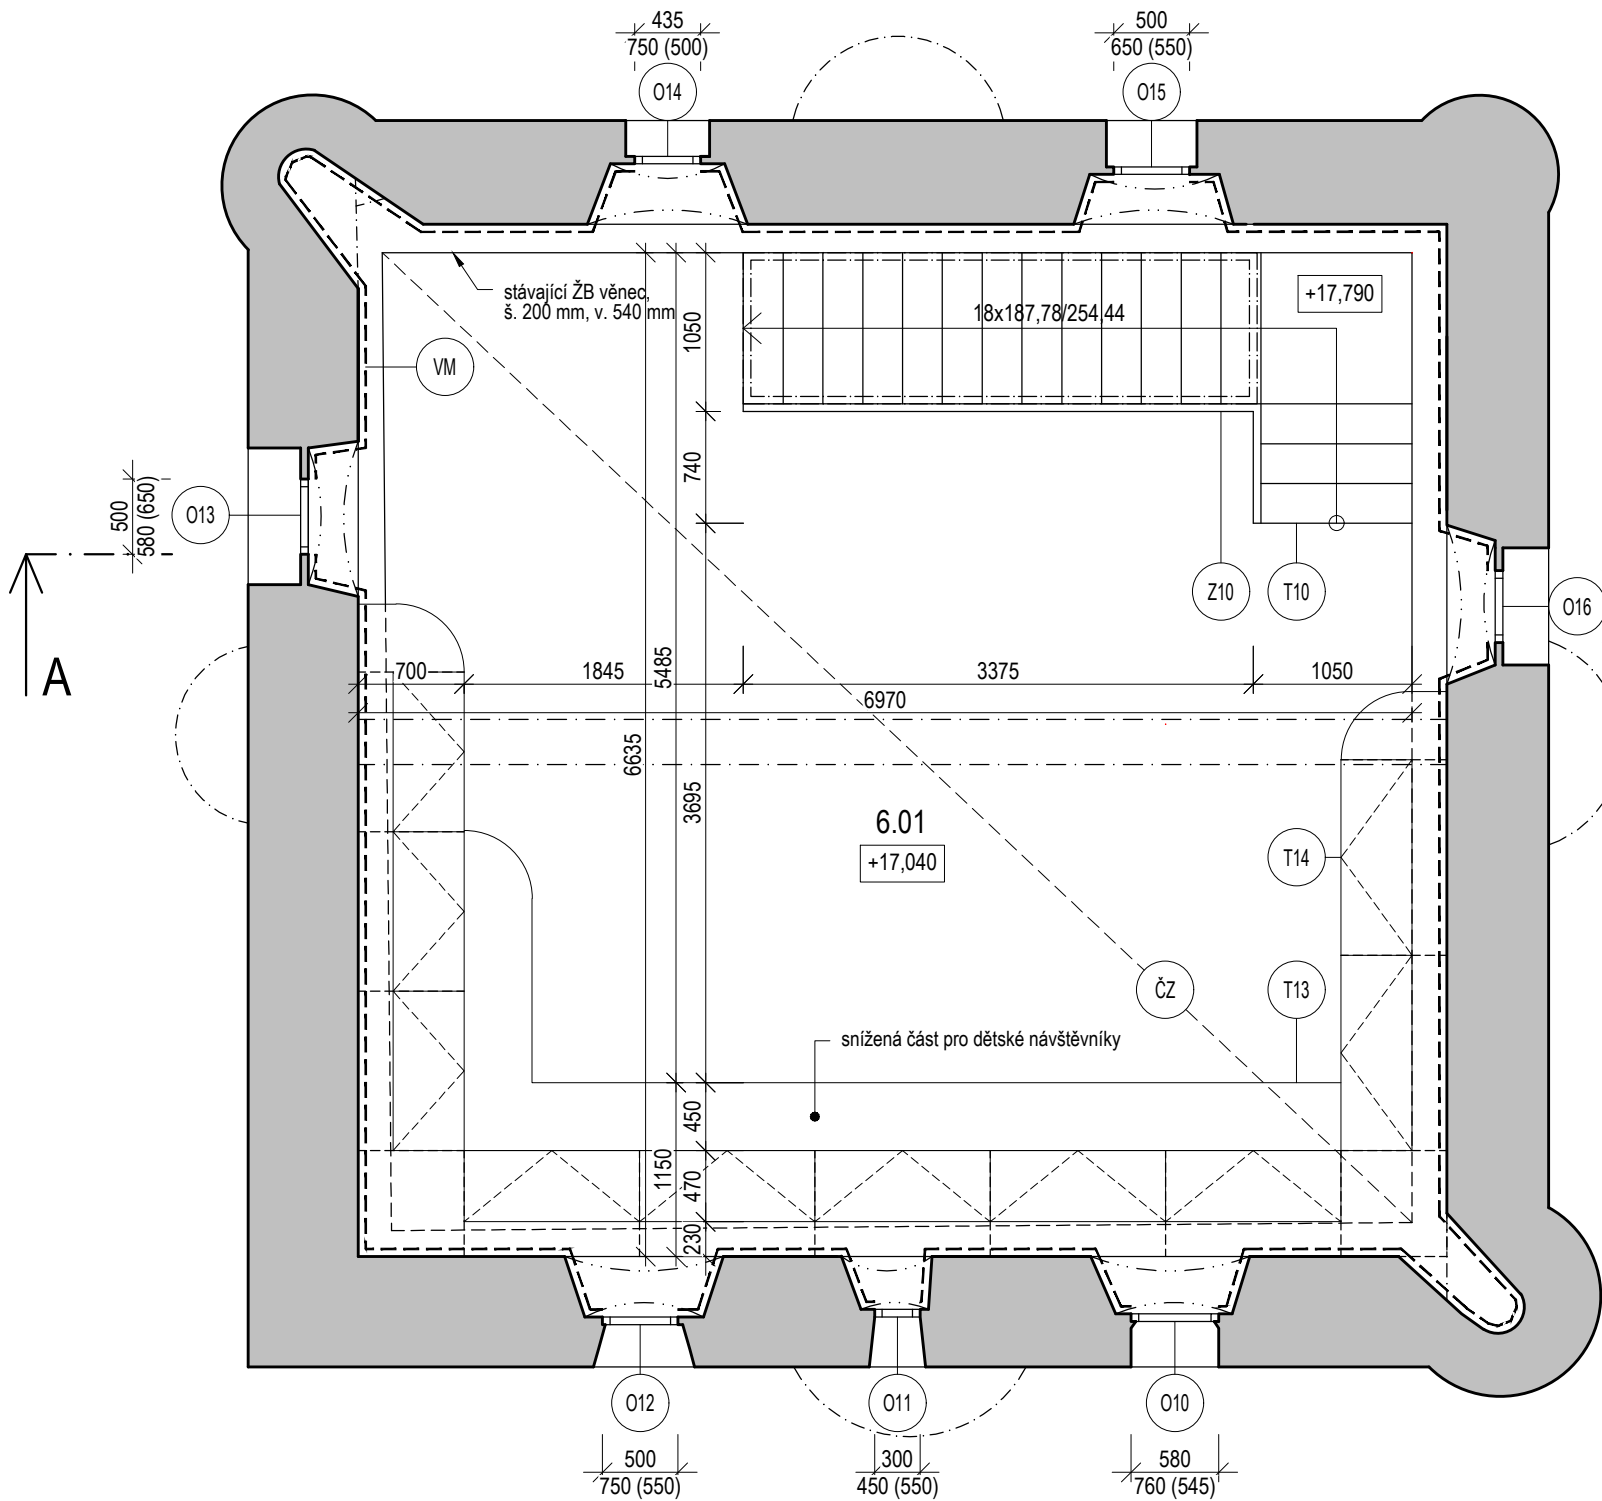 435
750 (500)
O14
500
650 (550)
O15
stávající ŽB věnec,
š. 200 mm, v. 540 mm
+17,790
18x187,78/254,44
1050
VM
740
500
580 (650)
O13
Z10
T10
O16
A
700
1845
5485
3375
1050
6970
6635
3695
6.01
+17,040
T14
ČZ
T13
snížená část pro dětské návštěvníky
450
1150
470
230
O12
O11
O10
500
750 (550)
300
450 (550)
580
760 (545)